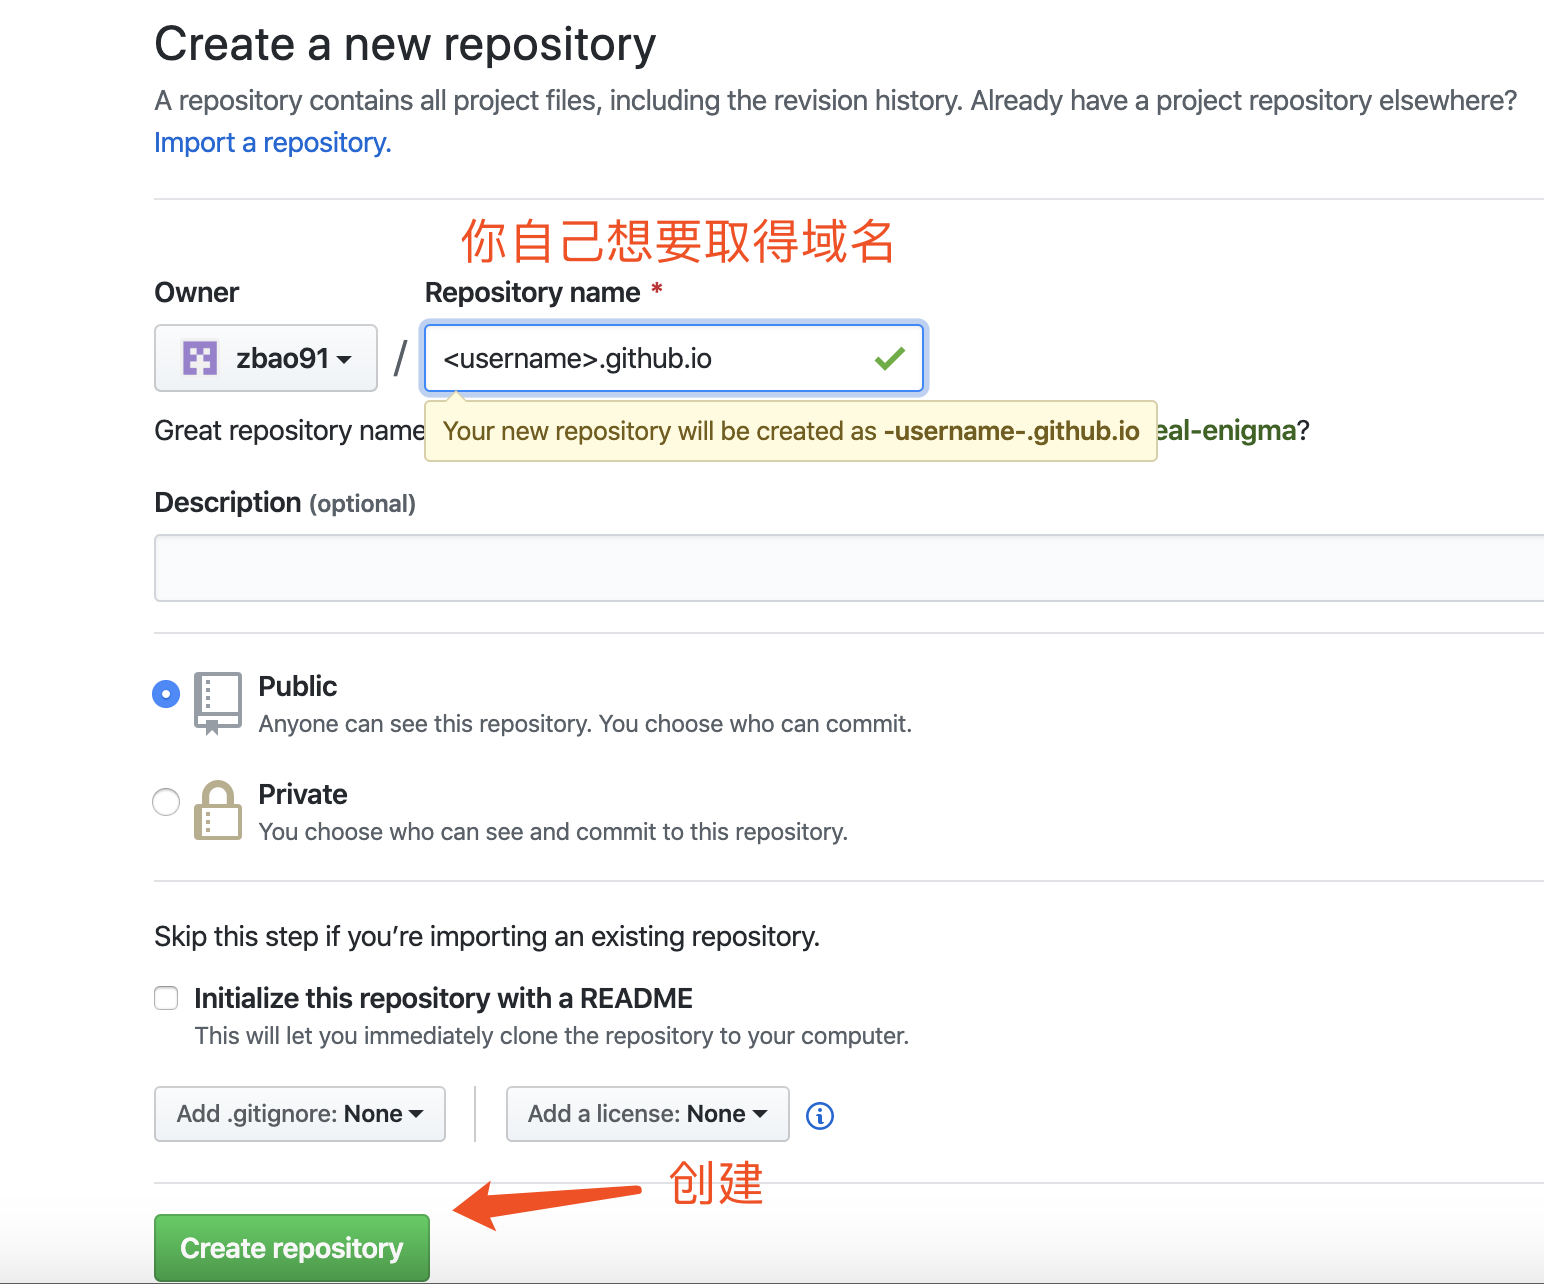 Create a new repository
A repository contains all project files, including the revision history. Already have a project repository elsewhere?
Import a repository.
你自己想要取得域名
Owner
Repository name *
zbao91
/
<username>.github.io
Great repository name
Your new repository will be created as -username-.github.io
eal-enigma?
Description (optional)
Public
Anyone can see this repository. You choose who can commit.
Private
You choose who can see and commit to this repository.
Skip this step if you’re importing an existing repository.
Initialize this repository with a README
This will let you immediately clone the repository to your computer.
Add .gitignore: None
Add a license: None
创建
Create repository